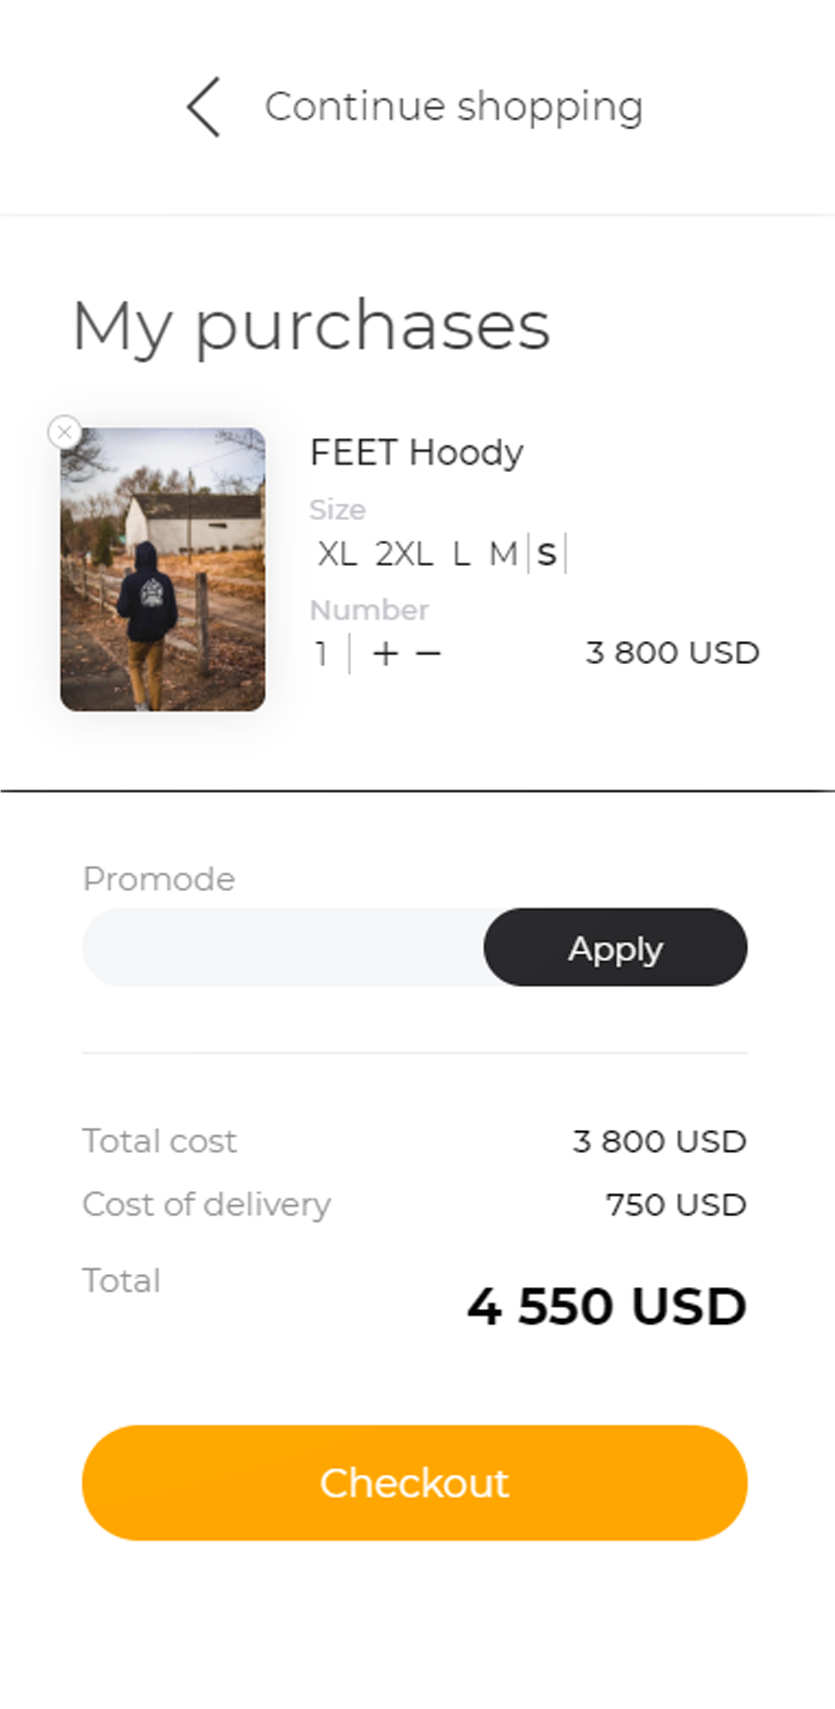 Continue shopping
My purchases
FEET Hoody
Size
XL 2XL L M S
Number
1 + − 3 800 USD
Promode
Apply
Total cost 3 800 USD
Cost of delivery 750 USD
Total 4 550 USD
Checkout